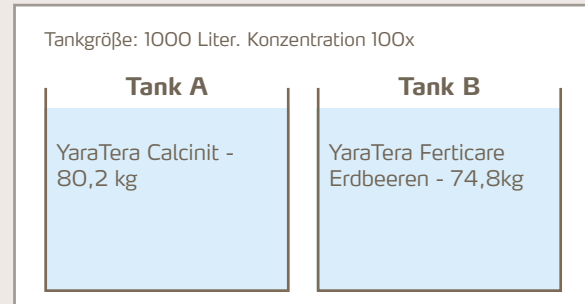 Tankgröße: 1000 Liter. Konzentration 100x
Tank A
YaraTera Calcinit -
80,2 kg
Tank B
YaraTera Ferticare
Erdbeeren - 74,8kg